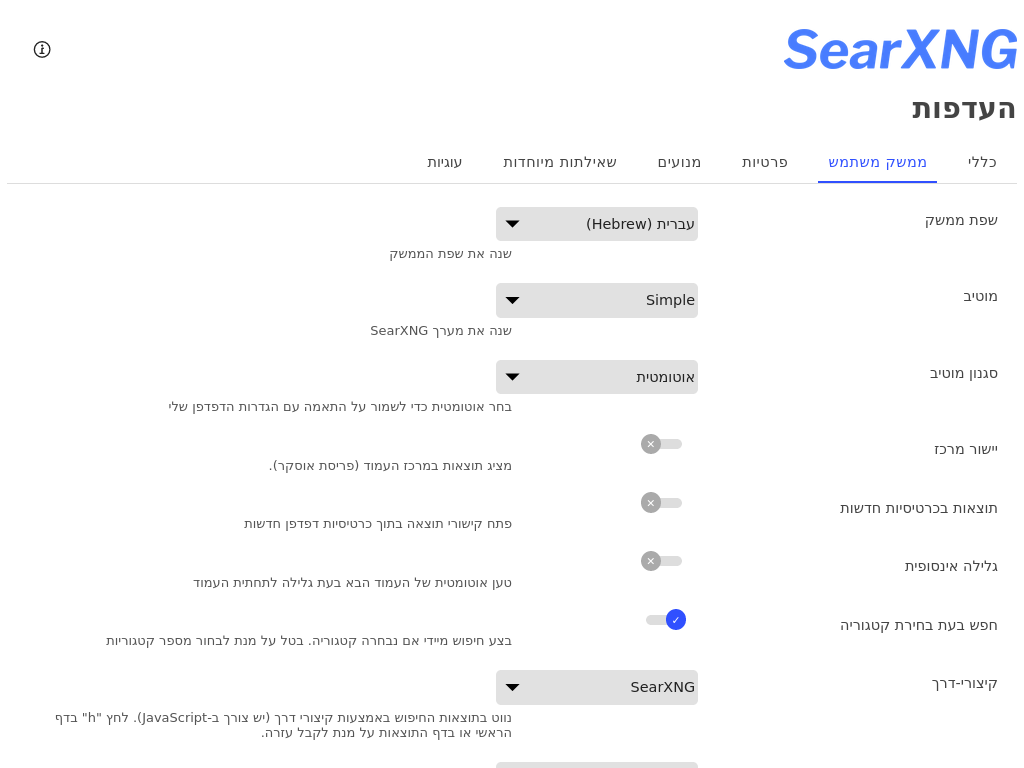 SearXNG
העדפות
כללי
ממשק משתמש
פרטיות
מנועים
שאילתות מיוחדות
עוגיות
שפת ממשק
עברית (Hebrew)
שנה את שפת הממשק
מוטיב
Simple
שנה את מערך SearXNG
סגנון מוטיב
אוטומטית
בחר אוטומטית כדי לשמור על התאמה עם הגדרות הדפדפן שלי
יישור מרכז
מציג תוצאות במרכז העמוד (פריסת אוסקר).
תוצאות בכרטיסיות חדשות
פתח קישורי תוצאה בתוך כרטיסיות דפדפן חדשות
גלילה אינסופית
טען אוטומטית של העמוד הבא בעת גלילה לתחתית העמוד
חפש בעת בחירת קטגוריה
בצע חיפוש מיידי אם נבחרה קטגוריה. בטל על מנת לבחור מספר קטגוריות
קיצורי-דרך
SearXNG
נווט בתוצאות החיפוש באמצעות קיצורי דרך (יש צורך ב-JavaScript). לחץ "h" בדף
הראשי או בדף התוצאות על מנת לקבל עזרה.